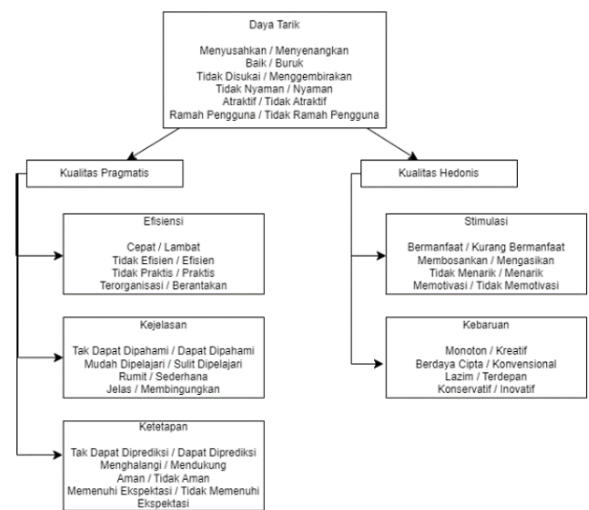 Daya Tarik
Menyusahkan / Menyenangkan
Baik / Buruk
Tidak Disukai / Menggembirakan
Tidak Nyaman / Nyaman
Atraktif / Tidak Atraktif
Ramah Pengguna / Tidak Ramah Pengguna
Kualitas Pragmatis
Efisiensi
Cepat / Lambat
Tidak Efisien / Efisien
Tidak Praktis / Praktis
Terorganisasi / Berantakan
Kejelasan
Tak Dapat Dipahami / Dapat Dipahami
Mudah Dipelajari / Sulit Dipelajari
Rumit / Sederhana
Jelas / Membingungkan
Ketetapan
Tak Dapat Diprediksi / Dapat Diprediksi
Menghalangi / Mendukung
Aman / Tidak Aman
Memenuhi Ekspektasi / Tidak Memenuhi
Ekspektasi
Kualitas Hedonis
Stimulasi
Bermanfaat / Kurang Bermanfaat
Membosankan / Mengasikan
Tidak Menarik / Menarik
Memotivasi / Tidak Memotivasi
Kebaruan
Monoton / Kreatif
Berdaya Cipta / Konvensional
Lazim / Terdepan
Konservatif / Inovatif